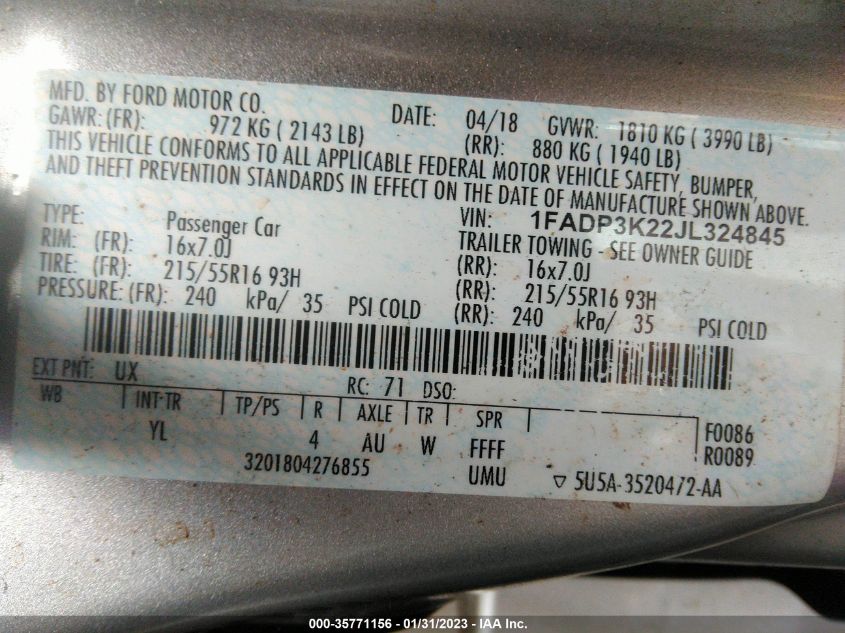 MFD. BY FORD MOTOR CO.
DATE: 04/18 GVWR: 1810 KG ( 3990 LB)
GAWR: (FR): 972 KG ( 2143 LB) (RR): 880 KG ( 1940 LB)
THIS VEHICLE CONFORMS TO ALL APPLICABLE FEDERAL MOTOR VEHICLE SAFETY, BUMPER,
AND THEFT PREVENTION STANDARDS IN EFFECT ON THE DATE OF MANUFACTURE SHOWN ABOVE.
VIN: 1FADP3K22JL324845
TYPE: Passenger Car TRAILER TOWING - SEE OWNER GUIDE
RIM: (FR): 16x7.0J (RR): 16x7.0J
TIRE: (FR): 215/55R16 93H (RR): 215/55R16 93H
PRESSURE: (FR): 240 kPa/ 35 PSI COLD (RR): 240 kPa/ 35 PSI COLD
EXT PNT: UX RC: 71 DSO:
WB INT-TR TP/PS R AXLE TR SPR F0086
YL 4 AU W FFFF R0089
3201804276855 UMU ▽ 5U5A-3520472-AA
000-35771156 - 01/31/2023 - © IAA Inc.